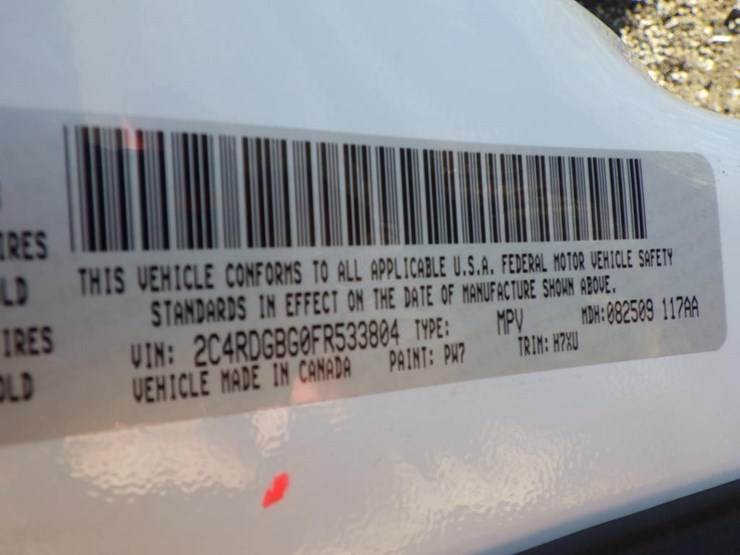 IRES
LD
IRES
OLD
THIS VEHICLE CONFORMS TO ALL APPLICABLE U.S.A. FEDERAL MOTOR VEHICLE SAFETY
STANDARDS IN EFFECT ON THE DATE OF MANUFACTURE SHOWN ABOVE.
VIN: 2C4RDGBG0FR533804 TYPE: MPV MDH: 082509 117AA
VEHICLE MADE IN CANADA PAINT: PW7 TRIM: H7XU